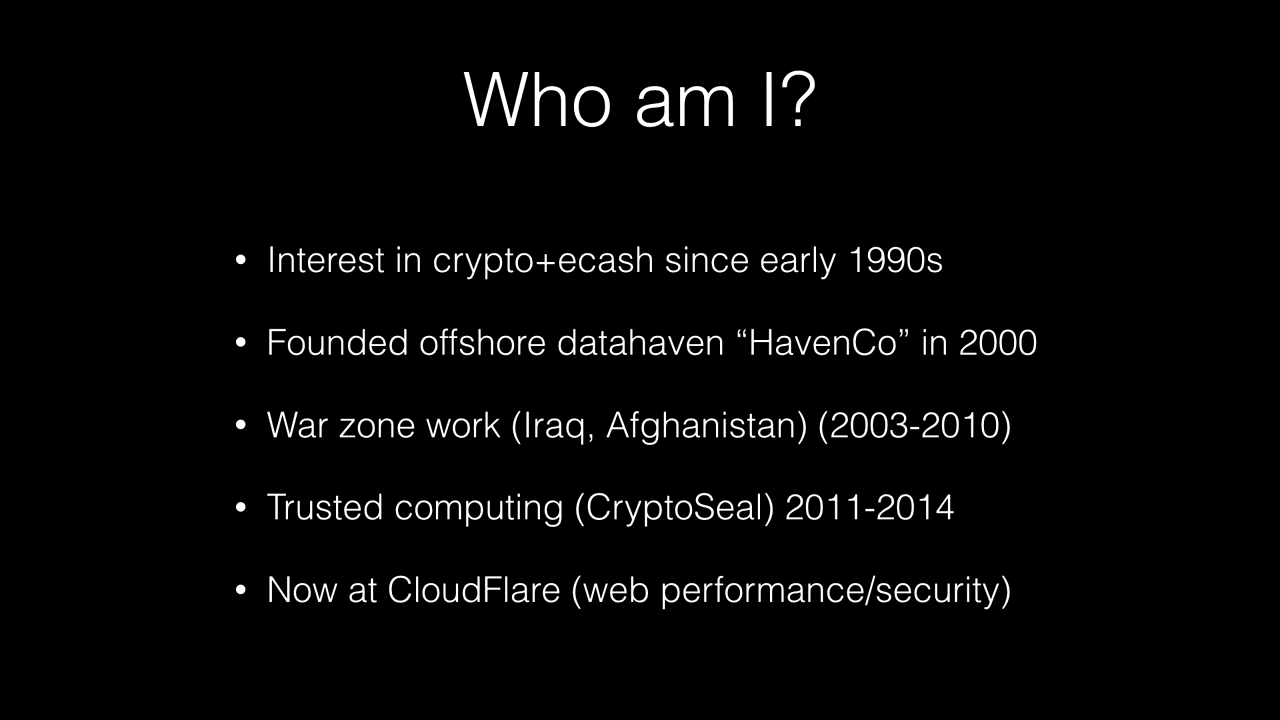 Who am I?
• Interest in crypto+ecash since early 1990s
• Founded offshore datahaven “HavenCo” in 2000
• War zone work (Iraq, Afghanistan) (2003-2010)
• Trusted computing (CryptoSeal) 2011-2014
• Now at CloudFlare (web performance/security)